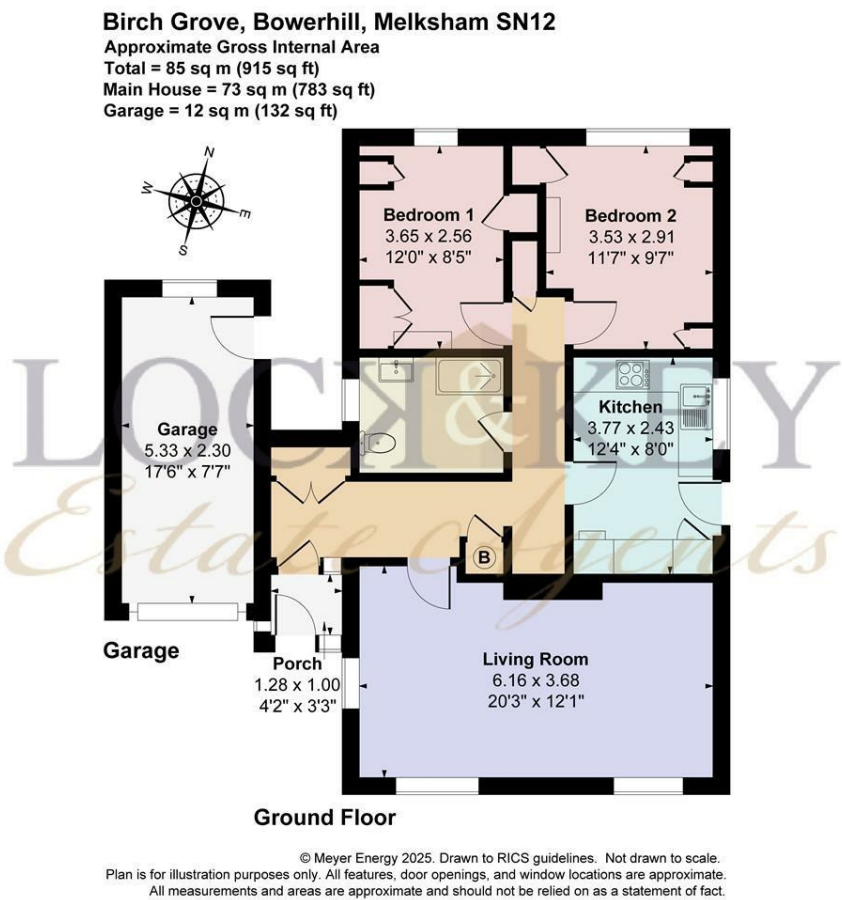 Birch Grove, Bowerhill, Melksham SN12
Approximate Gross Internal Area
Total = 85 sq m (915 sq ft)
Main House = 73 sq m (783 sq ft)
Garage = 12 sq m (132 sq ft)
N
W
E
S
Bedroom 1
3.65 x 2.56
12'0" x 8'5"
Bedroom 2
3.53 x 2.91
11'7" x 9'7"
LOCK & KEY
Estate Agents
Garage
5.33 x 2.30
17'6" x 7'7"
Kitchen
3.77 x 2.43
12'4" x 8'0"
B
Garage
Porch
1.28 x 1.00
4'2" x 3'3"
Living Room
6.16 x 3.68
20'3" x 12'1"
Ground Floor
© Meyer Energy 2025. Drawn to RICS guidelines. Not drawn to scale.
Plan is for illustration purposes only. All features, door openings, and window locations are approximate.
All measurements and areas are approximate and should not be relied on as a statement of fact.